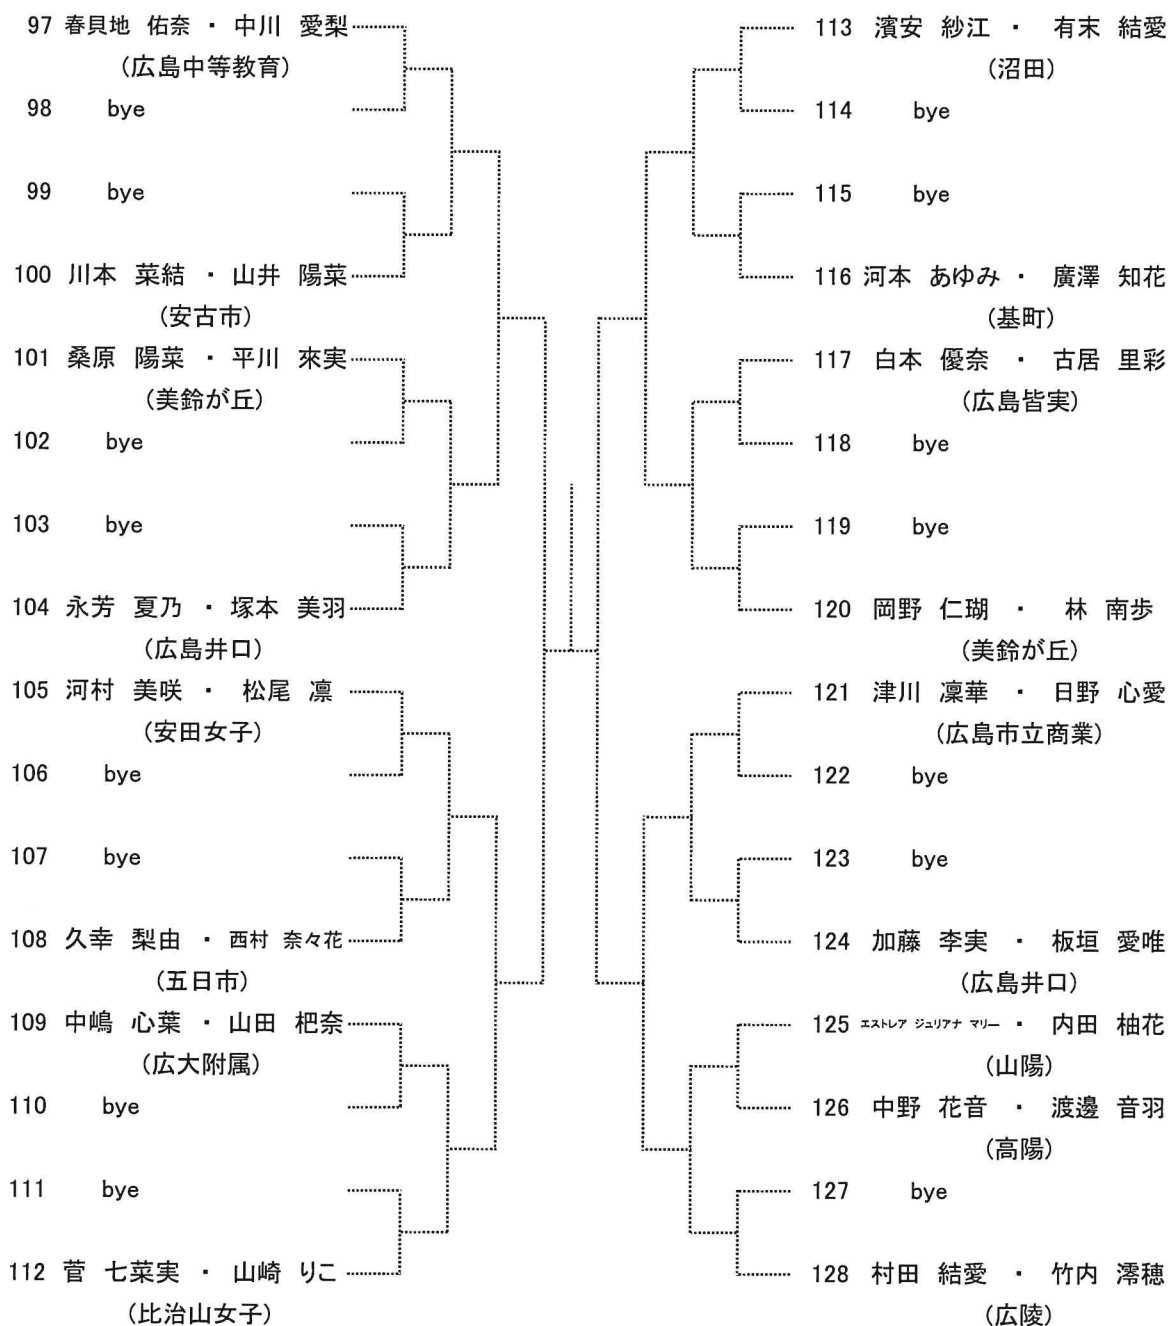 97 春貝地 佑奈 ・ 中川 愛梨
(広島中等教育)
98 bye
99 bye
100 川本 菜結 ・ 山井 陽菜
(安古市)
101 桑原 陽菜 ・ 平川 來実
(美鈴が丘)
102 bye
103 bye
104 永芳 夏乃 ・ 塚本 美羽
(広島井口)
105 河村 美咲 ・ 松尾 凛
(安田女子)
106 bye
107 bye
108 久幸 梨由 ・ 西村 奈々花
(五日市)
109 中嶋 心葉 ・ 山田 杷奈
(広大附属)
110 bye
111 bye
112 菅 七菜実 ・ 山崎 りこ
(比治山女子)
113 濱安 紗江 ・ 有末 結愛
(沼田)
114 bye
115 bye
116 河本 あゆみ ・ 廣澤 知花
(基町)
117 白本 優奈 ・ 古居 里彩
(広島皆実)
118 bye
119 bye
120 岡野 仁瑚 ・ 林 南歩
(美鈴が丘)
121 津川 凜華 ・ 日野 心愛
(広島市立商業)
122 bye
123 bye
124 加藤 李実 ・ 板垣 愛唯
(広島井口)
125 エストレア ジュリアナ マリー ・ 内田 柚花
(山陽)
126 中野 花音 ・ 渡邊 音羽
(高陽)
127 bye
128 村田 結愛 ・ 竹内 澪穂
(広陵)